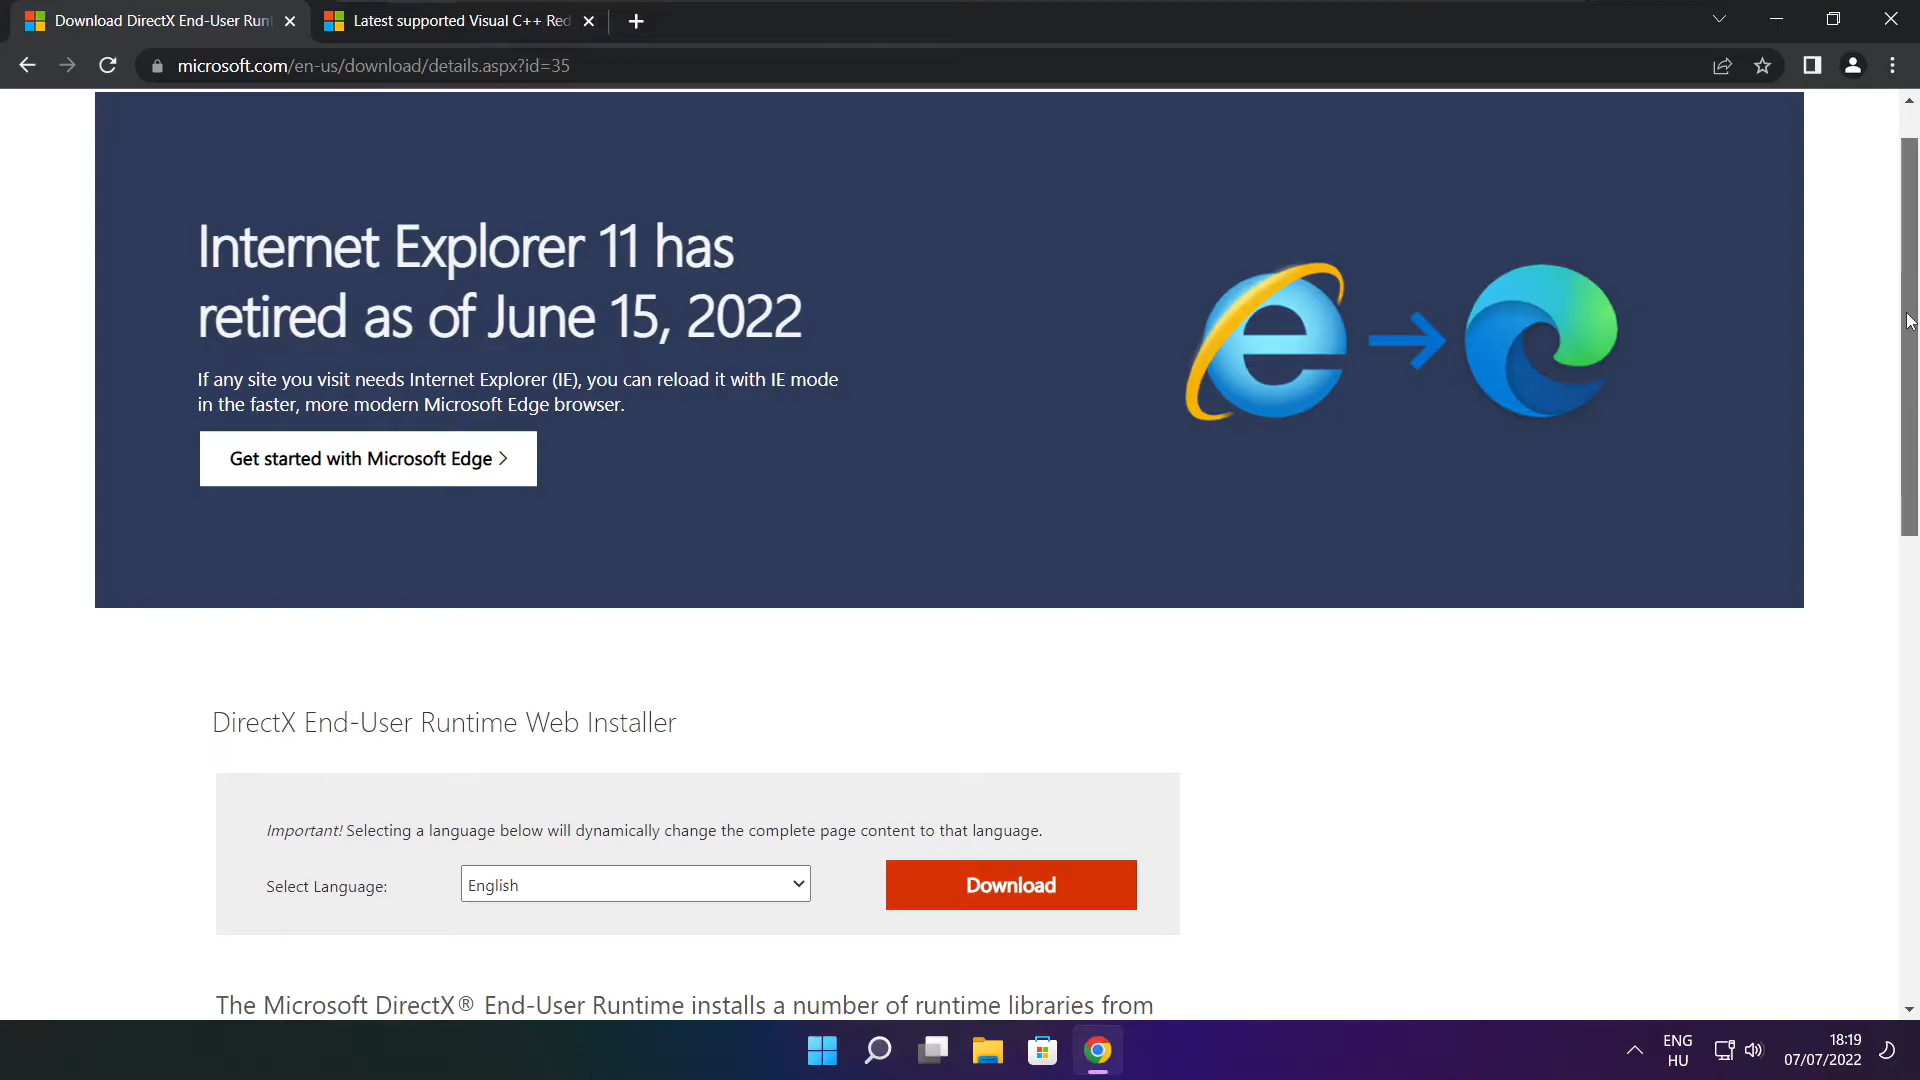 Download DirectX End-User Run
Latest supported Visual C++ Red
microsoft.com/en-us/download/details.aspx?id=35
Internet Explorer 11 has
retired as of June 15, 2022
If any site you visit needs Internet Explorer (IE), you can reload it with IE mode
in the faster, more modern Microsoft Edge browser.
Get started with Microsoft Edge >
DirectX End-User Runtime Web Installer
Important! Selecting a language below will dynamically change the complete page content to that language.
Select Language:
English
Download
The Microsoft DirectX® End-User Runtime installs a number of runtime libraries from
ENG
HU
18:19
07/07/2022